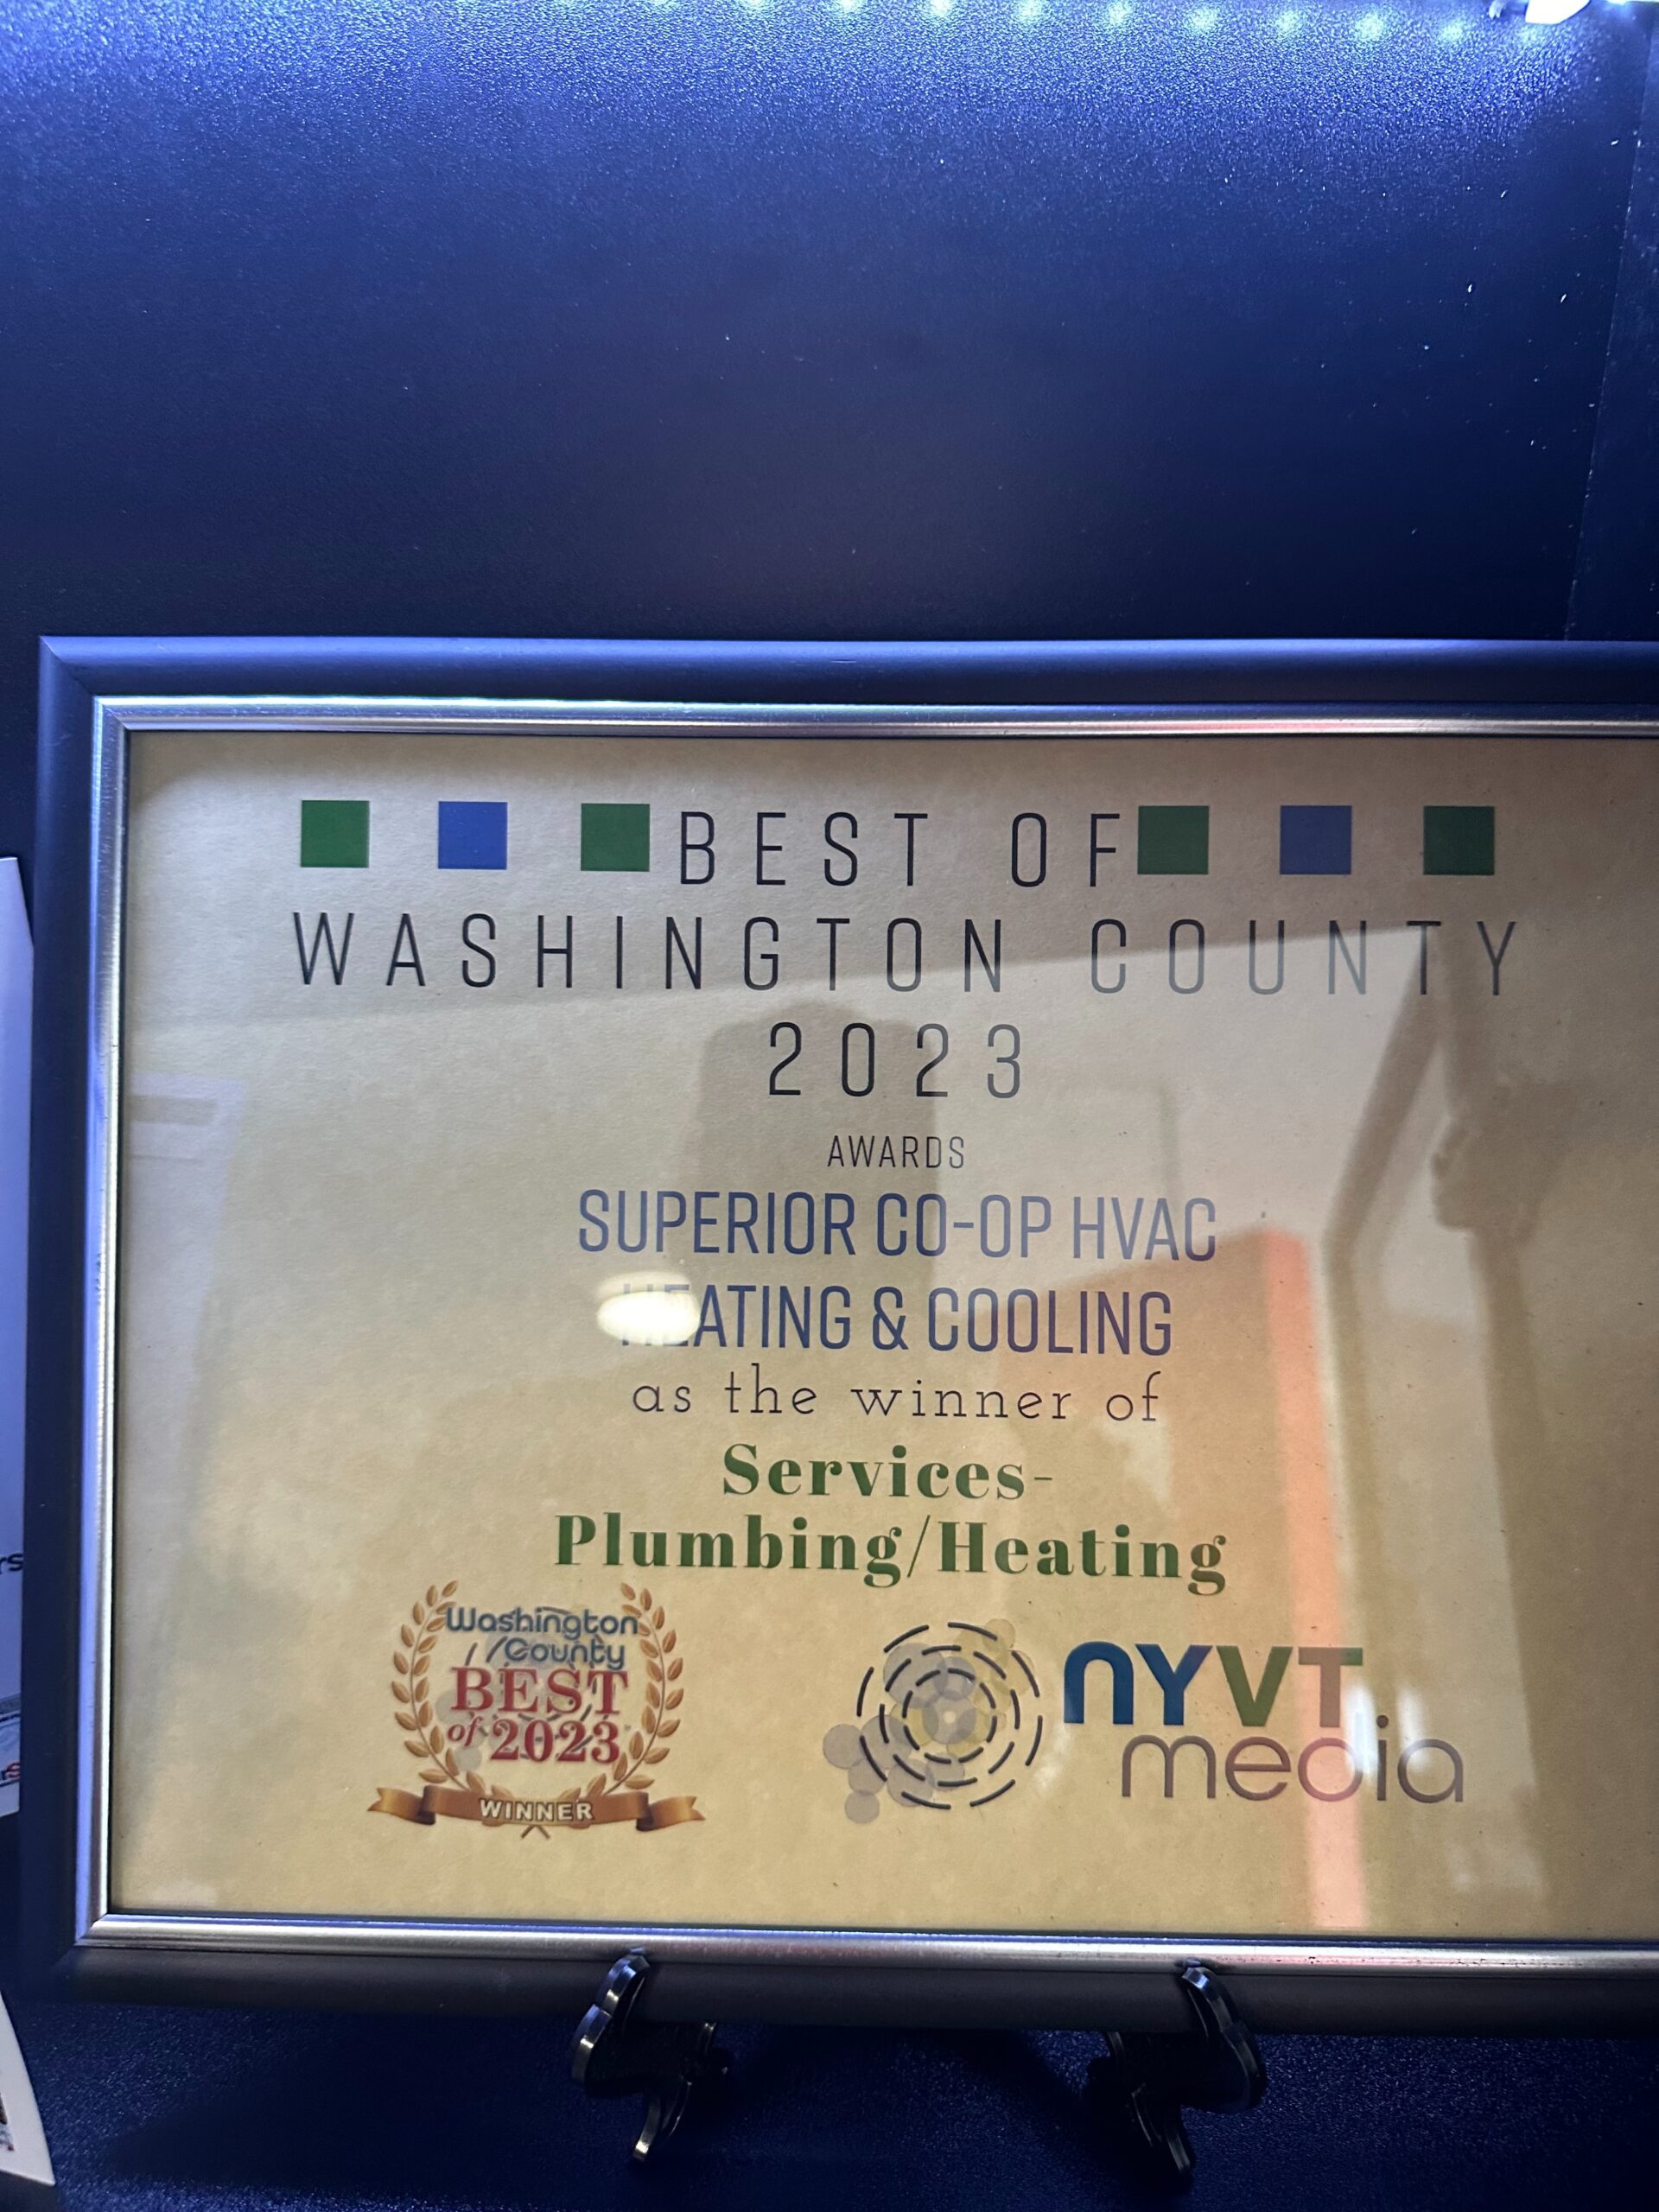 BEST OF
WASHINGTON COUNTY
2023
AWARDS
SUPERIOR CO-OP HVAC
HEATING & COOLING
as the winner of
Services-
Plumbing/Heating
Washington
County
BEST
of 2023
WINNER
NYVT
media